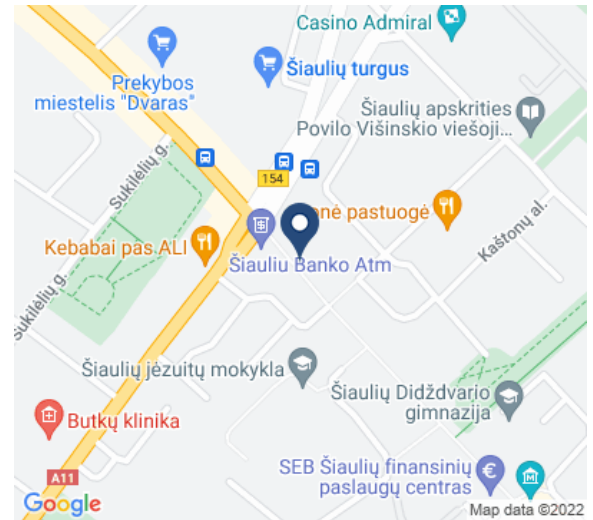 Casino Admiral
Šiaulių turgus
Prekybos
miestelis "Dvaras"
Šiaulių apskrities
Povilo Višinskio viešoji...
Sukilėlių g.
154
pastuogė
Kaštonų al.
Kebabai pas ALI
Šiauliu Banko Atm
Sukilėlių g.
Šiaulių jėzuitų mokykla
Šiaulių Didždvario
gimnazija
Butkų klinika
A11
SEB Šiaulių finansinių
paslaugų centras
Google
Map data ©2022